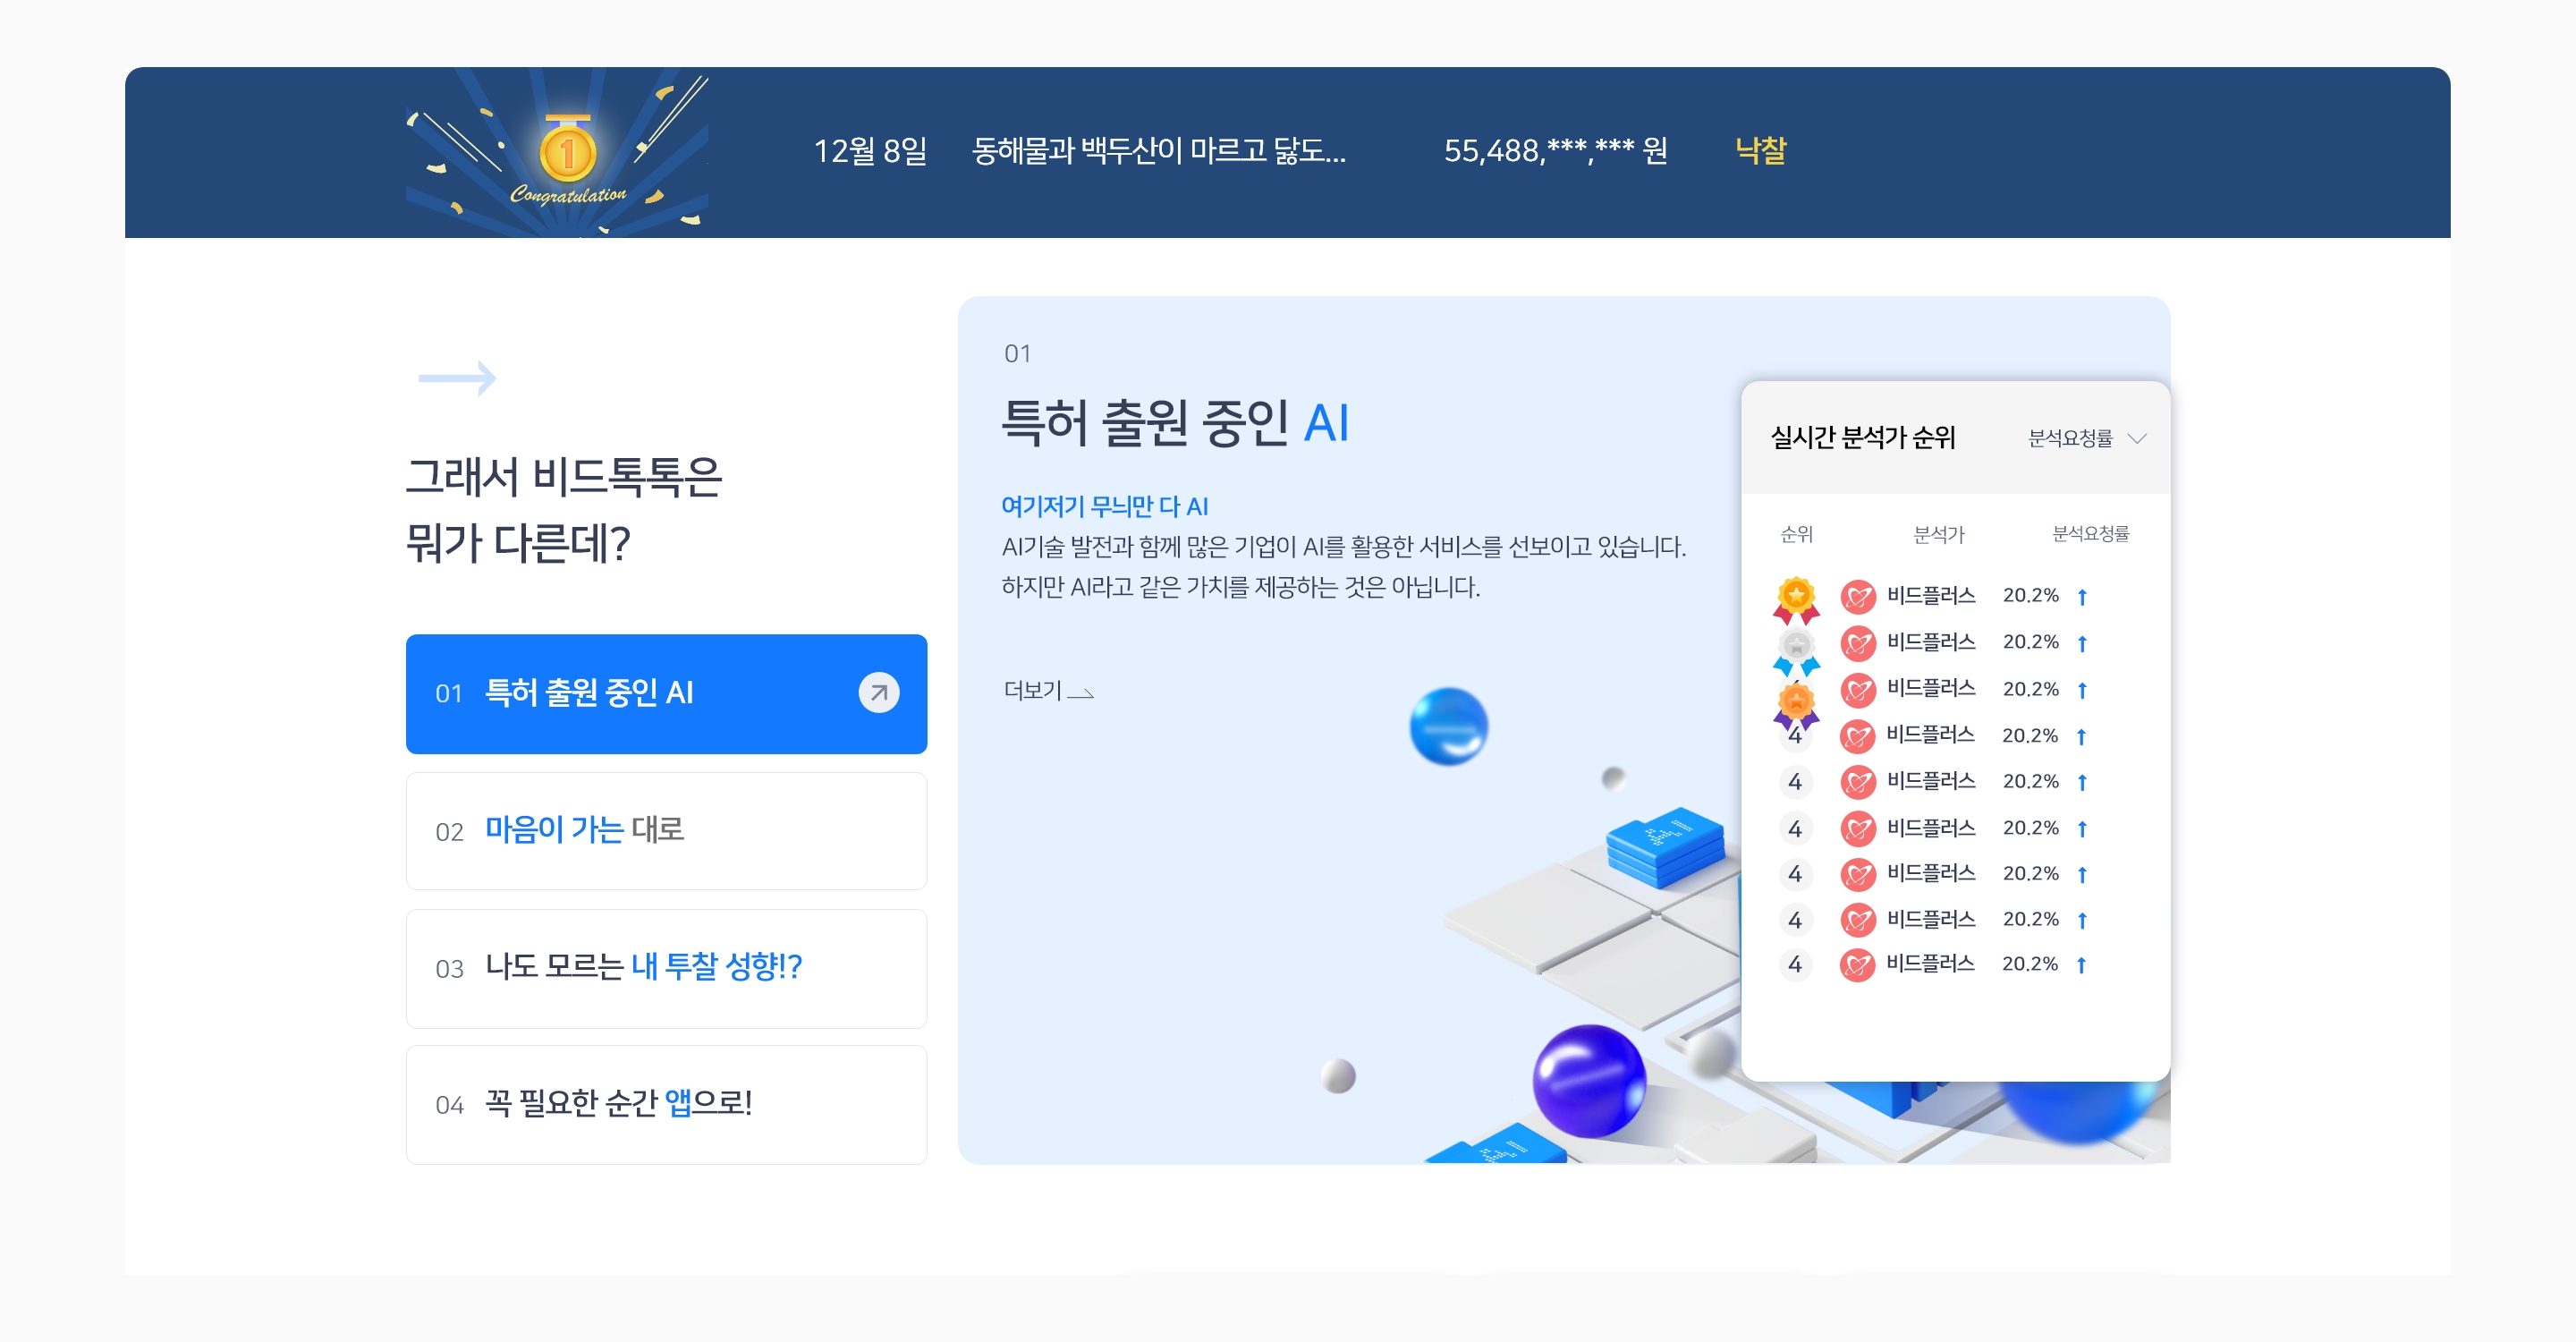 1
Congratulation
12월 8일 동해물과 백두산이 마르고 닳도... 55,488,***,*** 원 낙찰
그래서 비드톡톡은
뭐가 다른데?
01 특허 출원 중인 AI
02 마음이 가는 대로
03 나도 모르는 내 투찰 성향!?
04 꼭 필요한 순간 앱으로!
01
특허 출원 중인 AI
여기저기 무늬만 다 AI
AI기술 발전과 함께 많은 기업이 AI를 활용한 서비스를 선보이고 있습니다.
하지만 AI라고 같은 가치를 제공하는 것은 아닙니다.
더보기
실시간 분석가 순위 분석요청률
순위 분석가 분석요청률
비드플러스 20.2%
비드플러스 20.2%
비드플러스 20.2%
4 비드플러스 20.2%
4 비드플러스 20.2%
4 비드플러스 20.2%
4 비드플러스 20.2%
4 비드플러스 20.2%
4 비드플러스 20.2%